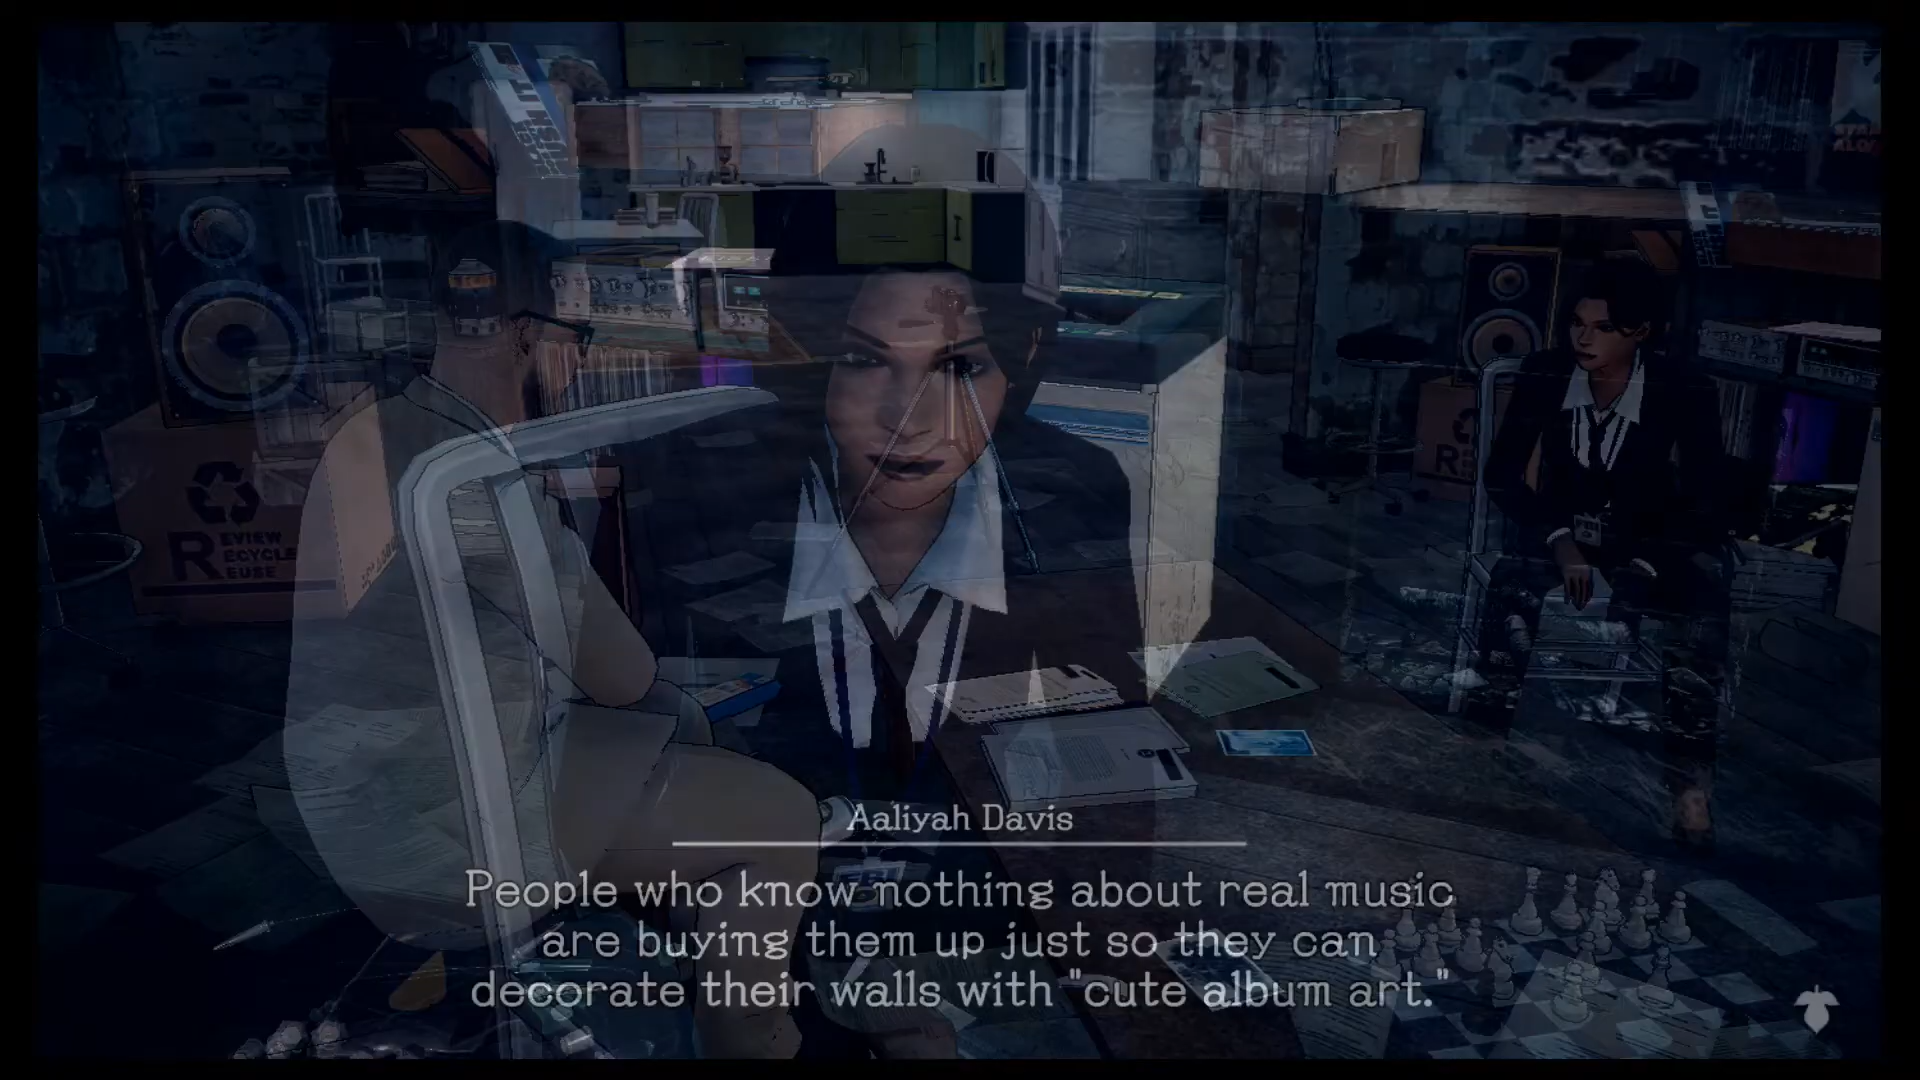 REVIEW
RECYCLE
REUSE
FBI
Aaliyah Davis
People who know nothing about real music
are buying them up just so they can
decorate their walls with "cute album art."